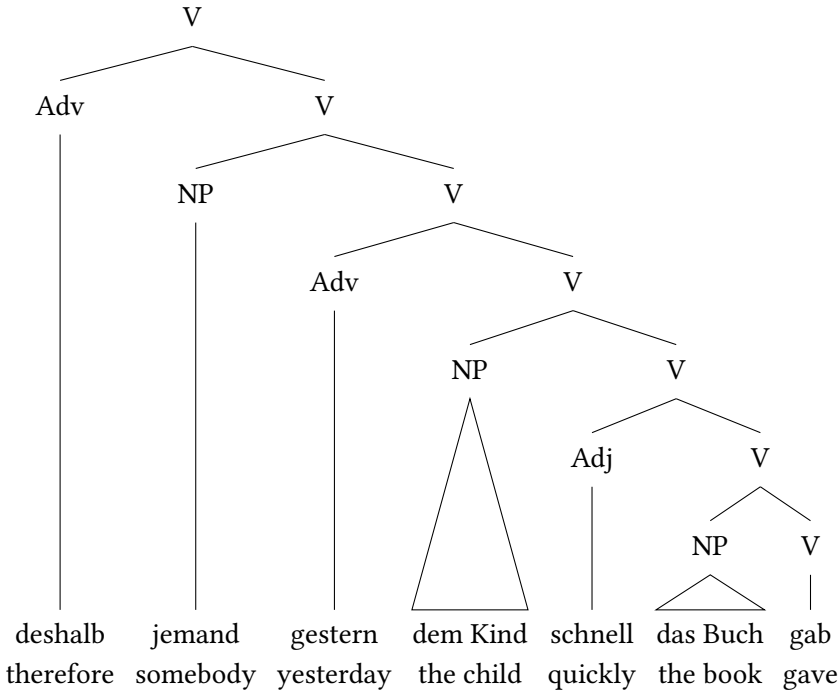 V
Adv V
NP V
Adv V
NP V
Adj V
NP V
deshalb jemand gestern dem Kind schnell das Buch gab
therefore somebody yesterday the child quickly the book gave